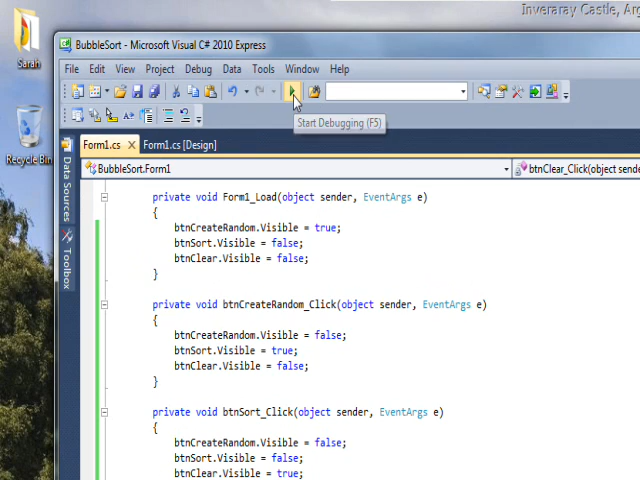 Inveraray Castle, Arg
Sarah
Recycle Bin
BubbleSort - Microsoft Visual C# 2010 Express
File Edit View Project Debug Data Tools Window Help
Start Debugging (F5)
Form1.cs Form1.cs [Design]
Data Sources
Toolbox
BubbleSort.Form1 btnClear_Click(object sende
private void Form1_Load(object sender, EventArgs e)
{
btnCreateRandom.Visible = true;
btnSort.Visible = false;
btnClear.Visible = false;
}
private void btnCreateRandom_Click(object sender, EventArgs e)
{
btnCreateRandom.Visible = false;
btnSort.Visible = true;
btnClear.Visible = false;
}
private void btnSort_Click(object sender, EventArgs e)
{
btnCreateRandom.Visible = false;
btnSort.Visible = false;
btnClear.Visible = true;